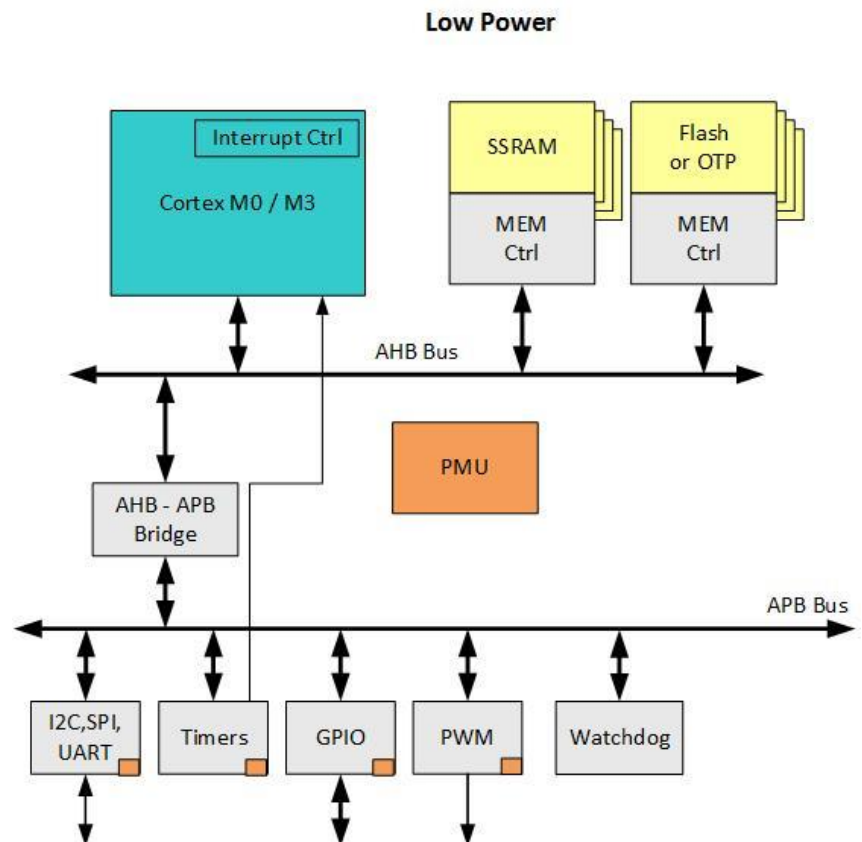 Low Power
Interrupt Ctrl
Cortex M0 / M3
SSRAM
MEM
Ctrl
Flash
or OTP
MEM
Ctrl
AHB Bus
PMU
AHB - APB
Bridge
APB Bus
I2C,SPI,
UART
Timers
GPIO
PWM
Watchdog